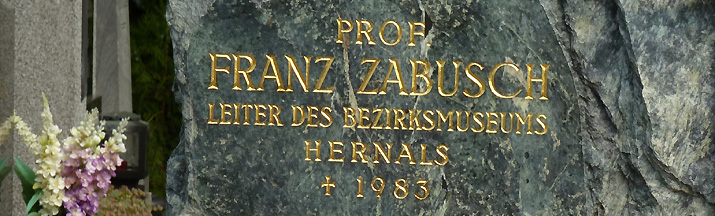 PROF
FRANZ ZABUSCH
LEITER DES BEZIRKSMUSEUMS
HERNALS
† 1983